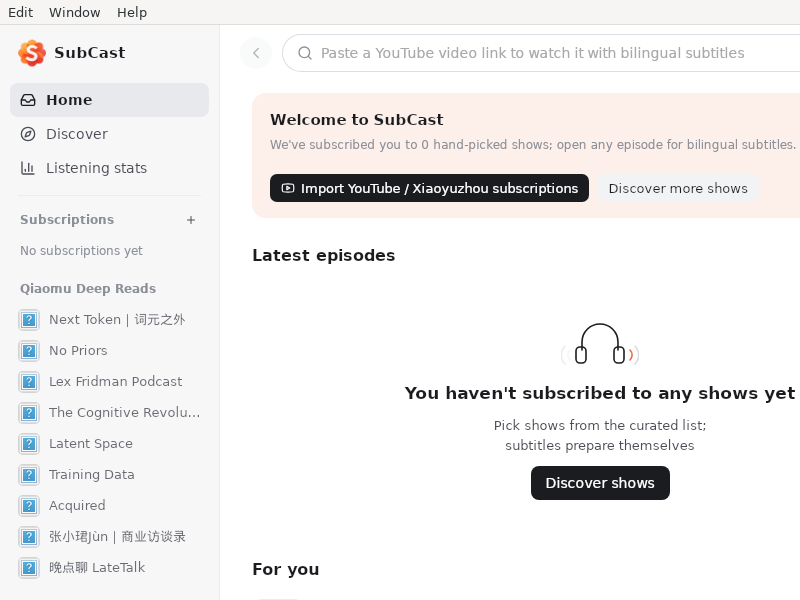 Edit Window Help
SubCast
Home
Discover
Listening stats
Subscriptions +
No subscriptions yet
Qiaomu Deep Reads
Next Token | 词元之外
No Priors
Lex Fridman Podcast
The Cognitive Revolu...
Latent Space
Training Data
Acquired
张小珺Jùn | 商业访谈录
晚点聊 LateTalk
Paste a YouTube video link to watch it with bilingual subtitles
Welcome to SubCast
We've subscribed you to 0 hand-picked shows; open any episode for bilingual subtitles.
Import YouTube / Xiaoyuzhou subscriptions
Discover more shows
Latest episodes
You haven't subscribed to any shows yet
Pick shows from the curated list;
subtitles prepare themselves
Discover shows
For you